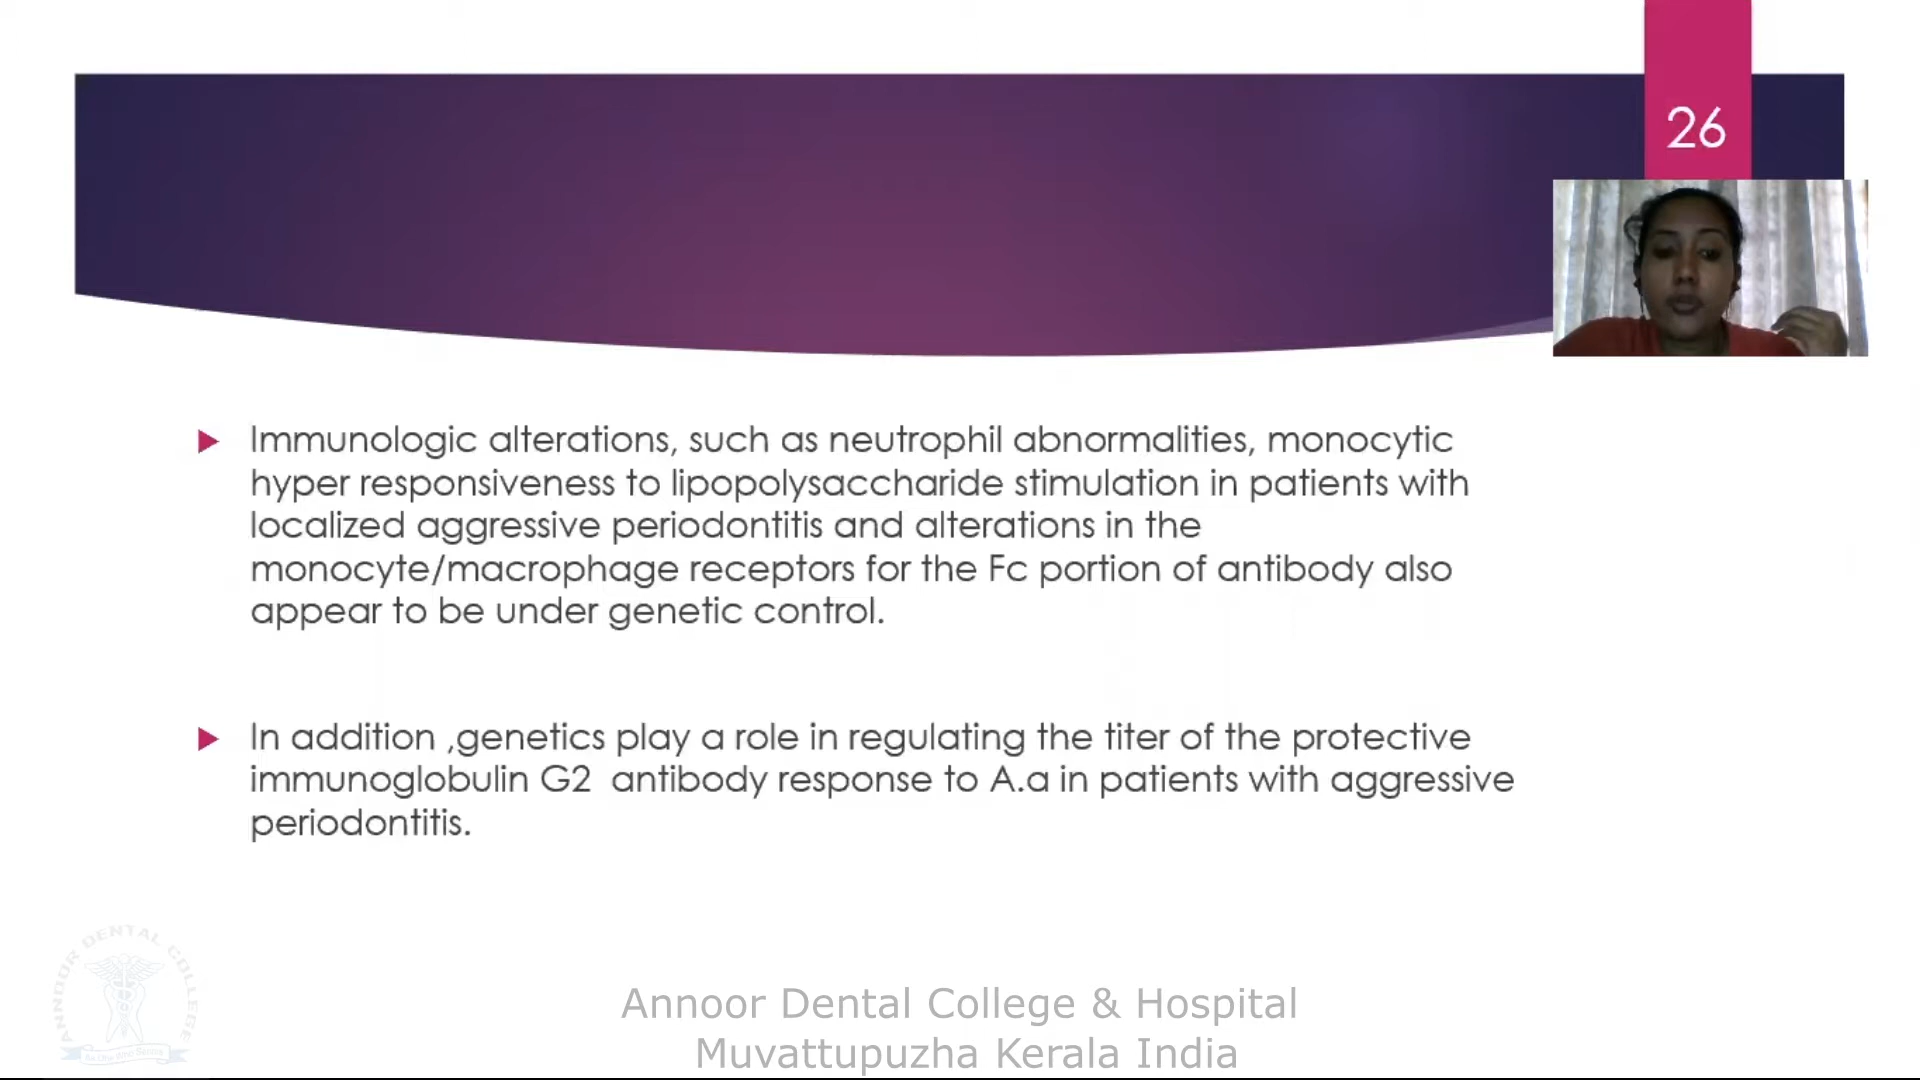 26
Immunologic alterations, such as neutrophil abnormalities, monocytic
hyper responsiveness to lipopolysaccharide stimulation in patients with
localized aggressive periodontitis and alterations in the
monocyte/macrophage receptors for the Fc portion of antibody also
appear to be under genetic control.
In addition ,genetics play a role in regulating the titer of the protective
immunoglobulin G2 antibody response to A.a in patients with aggressive
periodontitis.
ANNOOR DENTAL COLLEGE
Annoor Dental College & Hospital
Muvattupuzha Kerala India